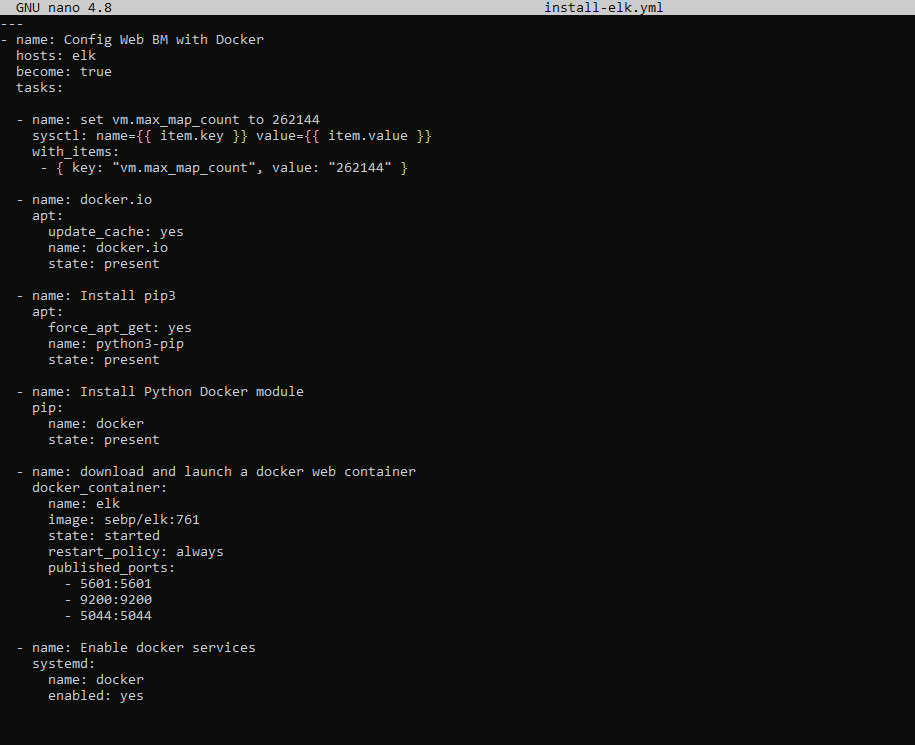 GNU nano 4.8 install-elk.yml
---
- name: Config Web BM with Docker
  hosts: elk
  become: true
  tasks:

  - name: set vm.max_map_count to 262144
    sysctl: name={{ item.key }} value={{ item.value }}
    with_items:
     - { key: "vm.max_map_count", value: "262144" }

  - name: docker.io
    apt:
      update_cache: yes
      name: docker.io
      state: present

  - name: Install pip3
    apt:
      force_apt_get: yes
      name: python3-pip
      state: present

  - name: Install Python Docker module
    pip:
      name: docker
      state: present

  - name: download and launch a docker web container
    docker_container:
      name: elk
      image: sebp/elk:761
      state: started
      restart_policy: always
      published_ports:
        - 5601:5601
        - 9200:9200
        - 5044:5044

  - name: Enable docker services
    systemd:
      name: docker
      enabled: yes